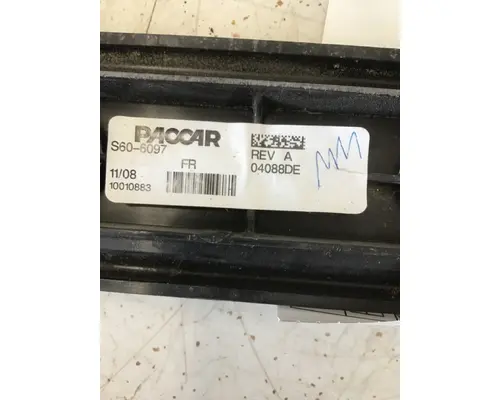 PACCAR
S60-6097
REV A
FR
04088DE
11/08
10010883